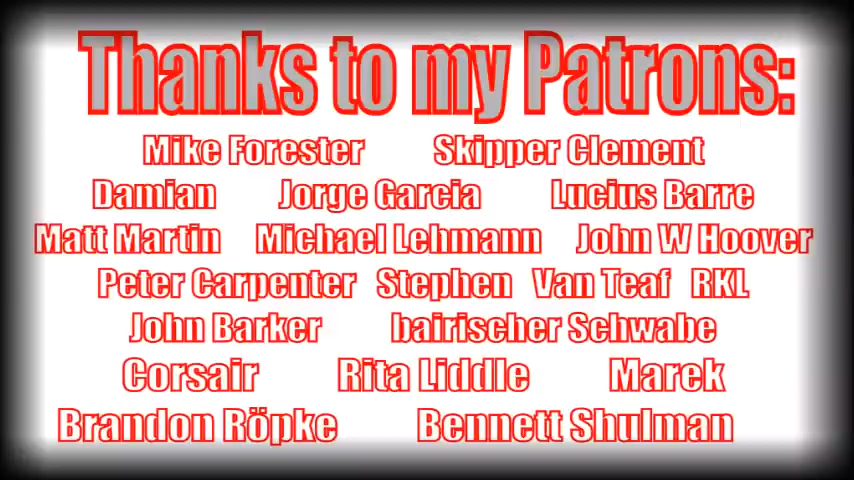 Thanks to my Patrons:
Mike Forester Skipper Clement
Damian Jorge Garcia Lucius Barre
Matt Martin Michael Lehmann John W Hoover
Peter Carpenter Stephen Van Teaf RKL
John Barker bairischer Schwabe
Corsair Rita Liddle Marek
Brandon Röpke Bennett Shulman